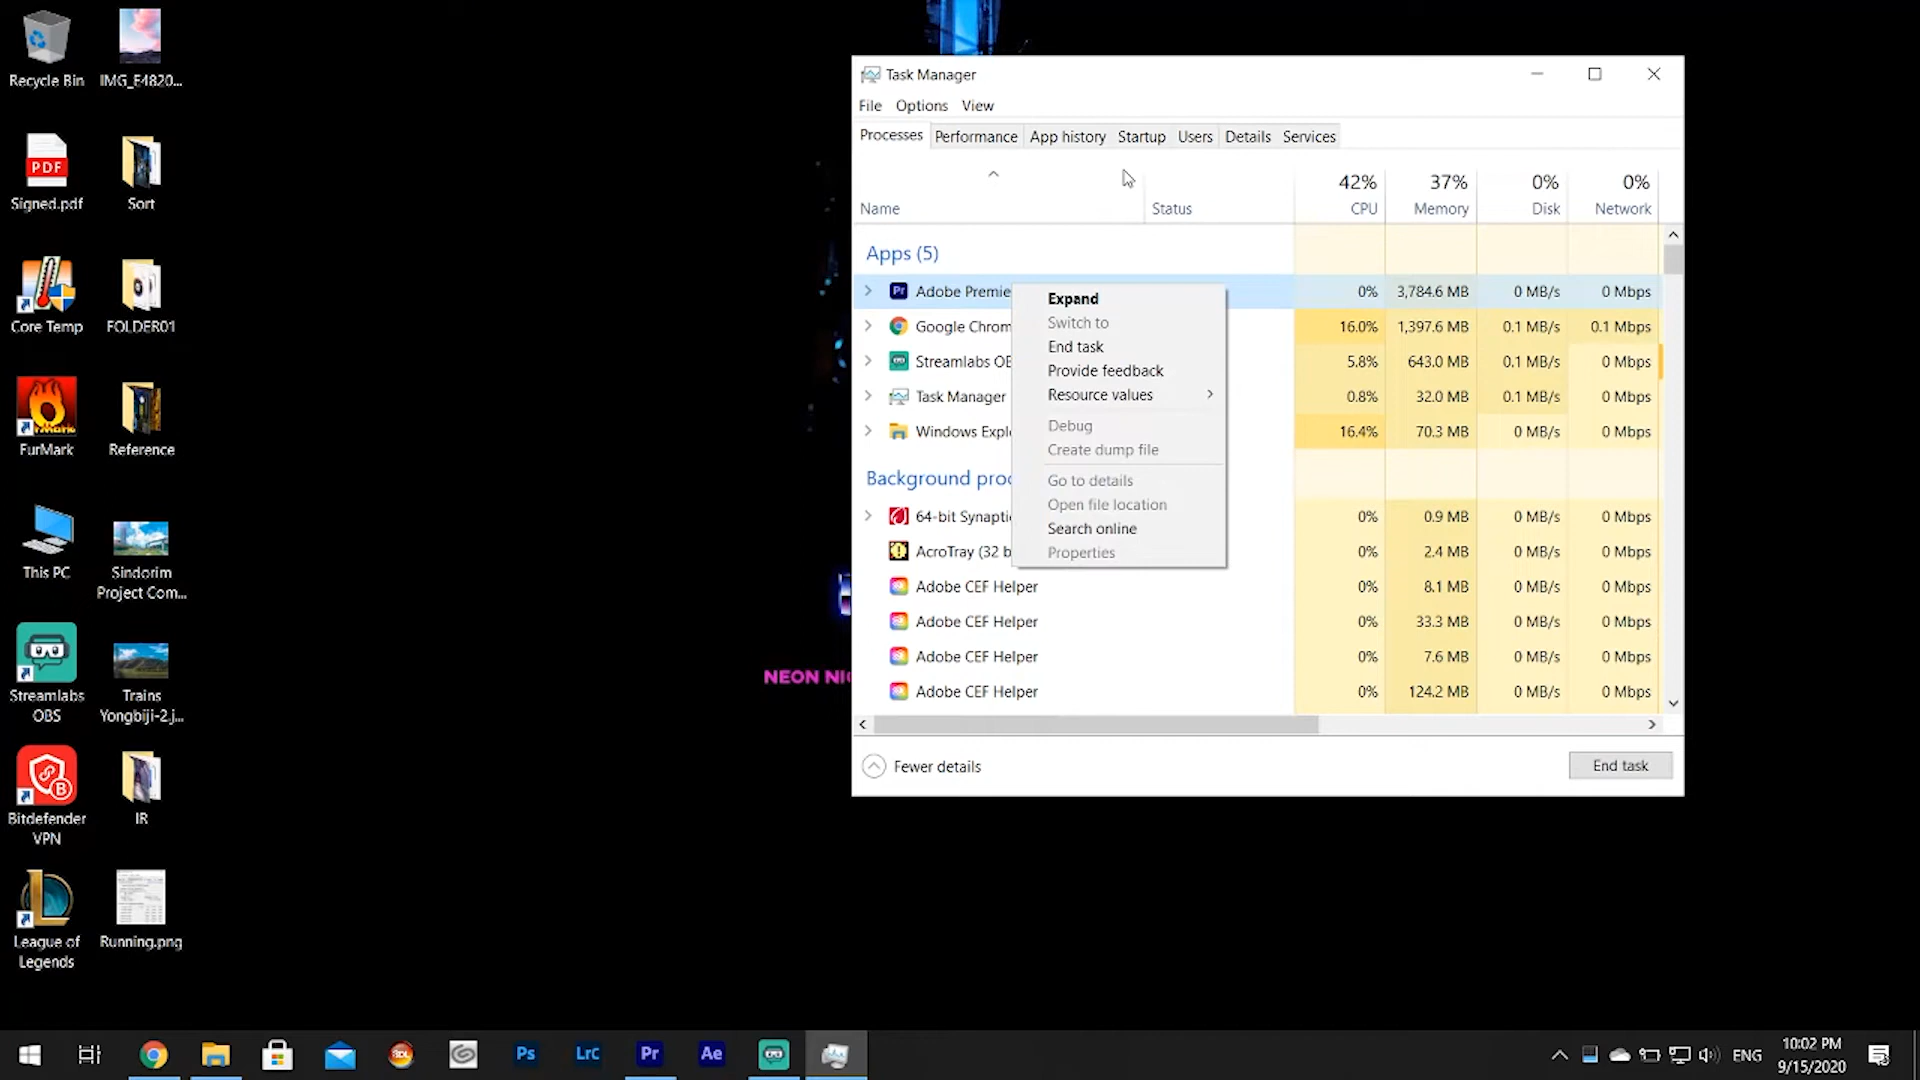 Recycle Bin
IMG_E4820...
Signed.pdf
Sort
Core Temp
FOLDER01
FurMark
Reference
This PC
Sindorim
Project Com...
Streamlabs
OBS
Trains
Yongbiji-2.j...
Bitdefender
VPN
IR
League of
Legends
Running.png
NEON NI
Task Manager
File Options View
Processes Performance App history Startup Users Details Services
42% 37% 0% 0%
Name Status CPU Memory Disk Network
Apps (5)
Adobe Premie 0% 3,784.6 MB 0 MB/s 0 Mbps
Google Chrom 16.0% 1,397.6 MB 0.1 MB/s 0.1 Mbps
Streamlabs OB 5.8% 643.0 MB 0.1 MB/s 0 Mbps
Task Manager 0.8% 32.0 MB 0.1 MB/s 0 Mbps
Windows Explo 16.4% 70.3 MB 0 MB/s 0 Mbps
Background proc
64-bit Synaptic 0% 0.9 MB 0 MB/s 0 Mbps
AcroTray (32 b 0% 2.4 MB 0 MB/s 0 Mbps
Adobe CEF Helper 0% 8.1 MB 0 MB/s 0 Mbps
Adobe CEF Helper 0% 33.3 MB 0 MB/s 0 Mbps
Adobe CEF Helper 0% 7.6 MB 0 MB/s 0 Mbps
Adobe CEF Helper 0% 124.2 MB 0 MB/s 0 Mbps
Expand
Switch to
End task
Provide feedback
Resource values
Debug
Create dump file
Go to details
Open file location
Search online
Properties
Fewer details
End task
Ps LrC Pr Ae
ENG
10:02 PM
9/15/2020